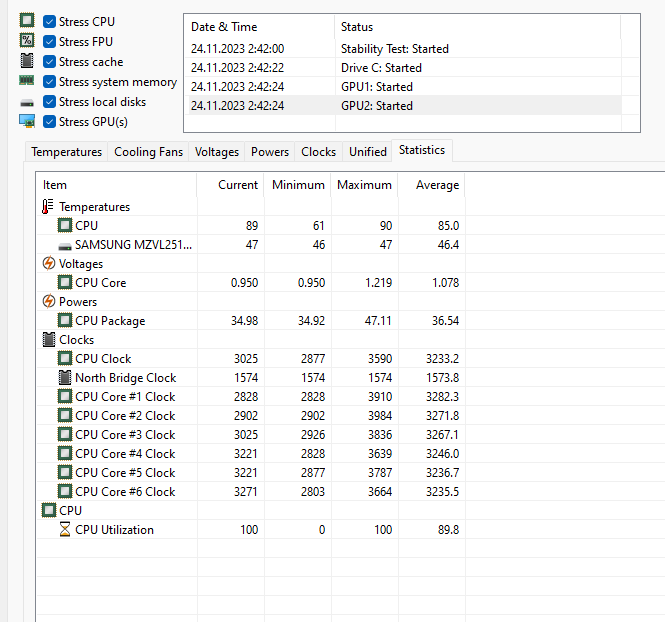 Stress CPU
Stress FPU
Stress cache
Stress system memory
Stress local disks
Stress GPU(s)
Date & Time Status
24.11.2023 2:42:00 Stability Test: Started
24.11.2023 2:42:22 Drive C: Started
24.11.2023 2:42:24 GPU1: Started
24.11.2023 2:42:24 GPU2: Started
Temperatures Cooling Fans Voltages Powers Clocks Unified Statistics
Item Current Minimum Maximum Average
Temperatures
CPU 89 61 90 85.0
SAMSUNG MZVL251... 47 46 47 46.4
Voltages
CPU Core 0.950 0.950 1.219 1.078
Powers
CPU Package 34.98 34.92 47.11 36.54
Clocks
CPU Clock 3025 2877 3590 3233.2
North Bridge Clock 1574 1574 1574 1573.8
CPU Core #1 Clock 2828 2828 3910 3282.3
CPU Core #2 Clock 2902 2902 3984 3271.8
CPU Core #3 Clock 3025 2926 3836 3267.1
CPU Core #4 Clock 3221 2828 3639 3246.0
CPU Core #5 Clock 3221 2877 3787 3236.7
CPU Core #6 Clock 3271 2803 3664 3235.5
CPU
CPU Utilization 100 0 100 89.8